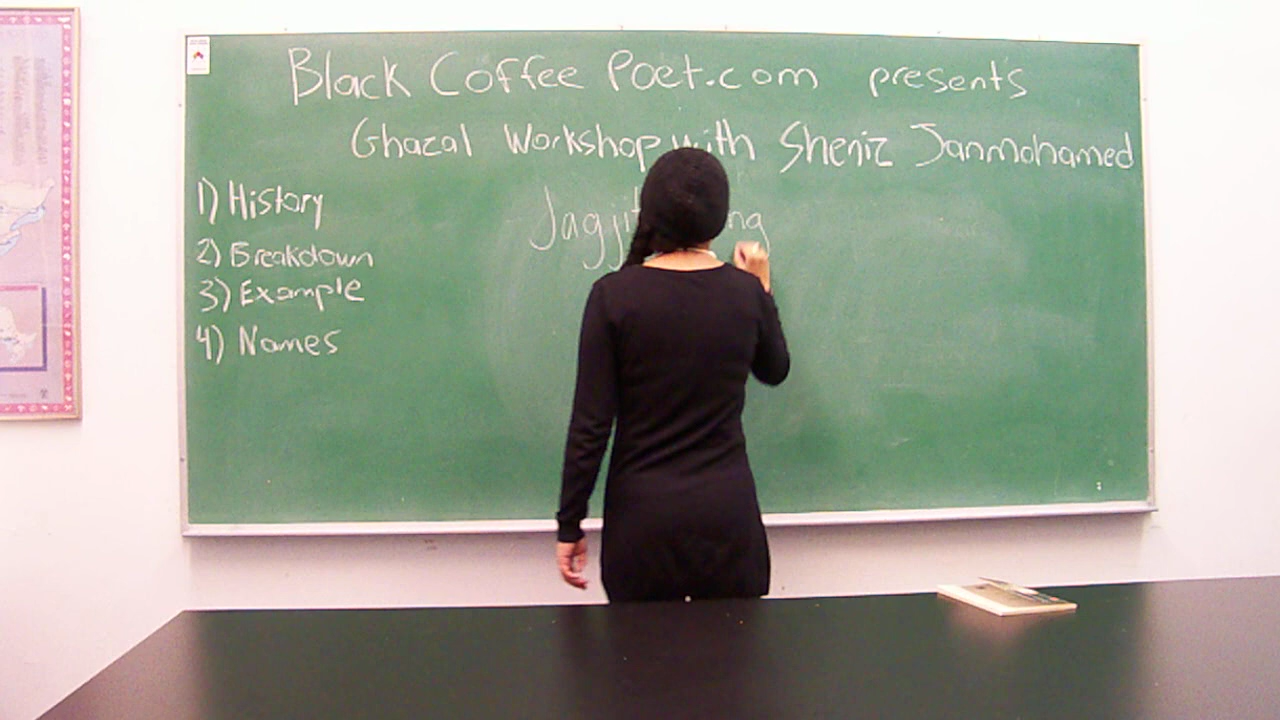 Black Coffee Poet.com presents
Ghazal Workshop with Sheniz Janmohamed
1) History
2) Breakdown
3) Example
4) Names